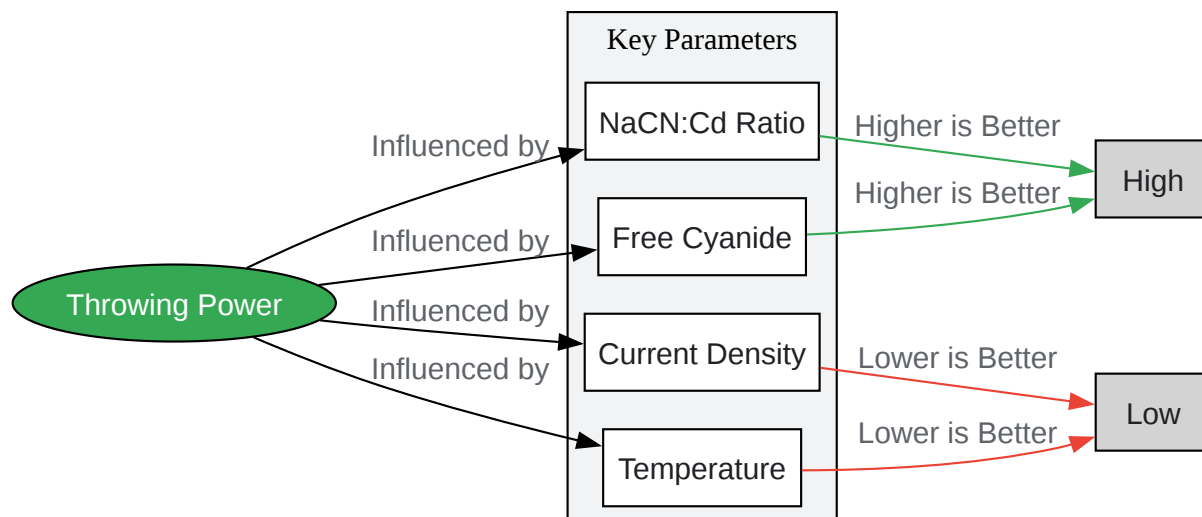 Key Parameters
NaCN:Cd Ratio
Higher is Better
Influenced by
High
Higher is Better
Influenced by
Free Cyanide
Throwing Power
Influenced by
Current Density
Lower is Better
Influenced by
Low
Lower is Better
Temperature